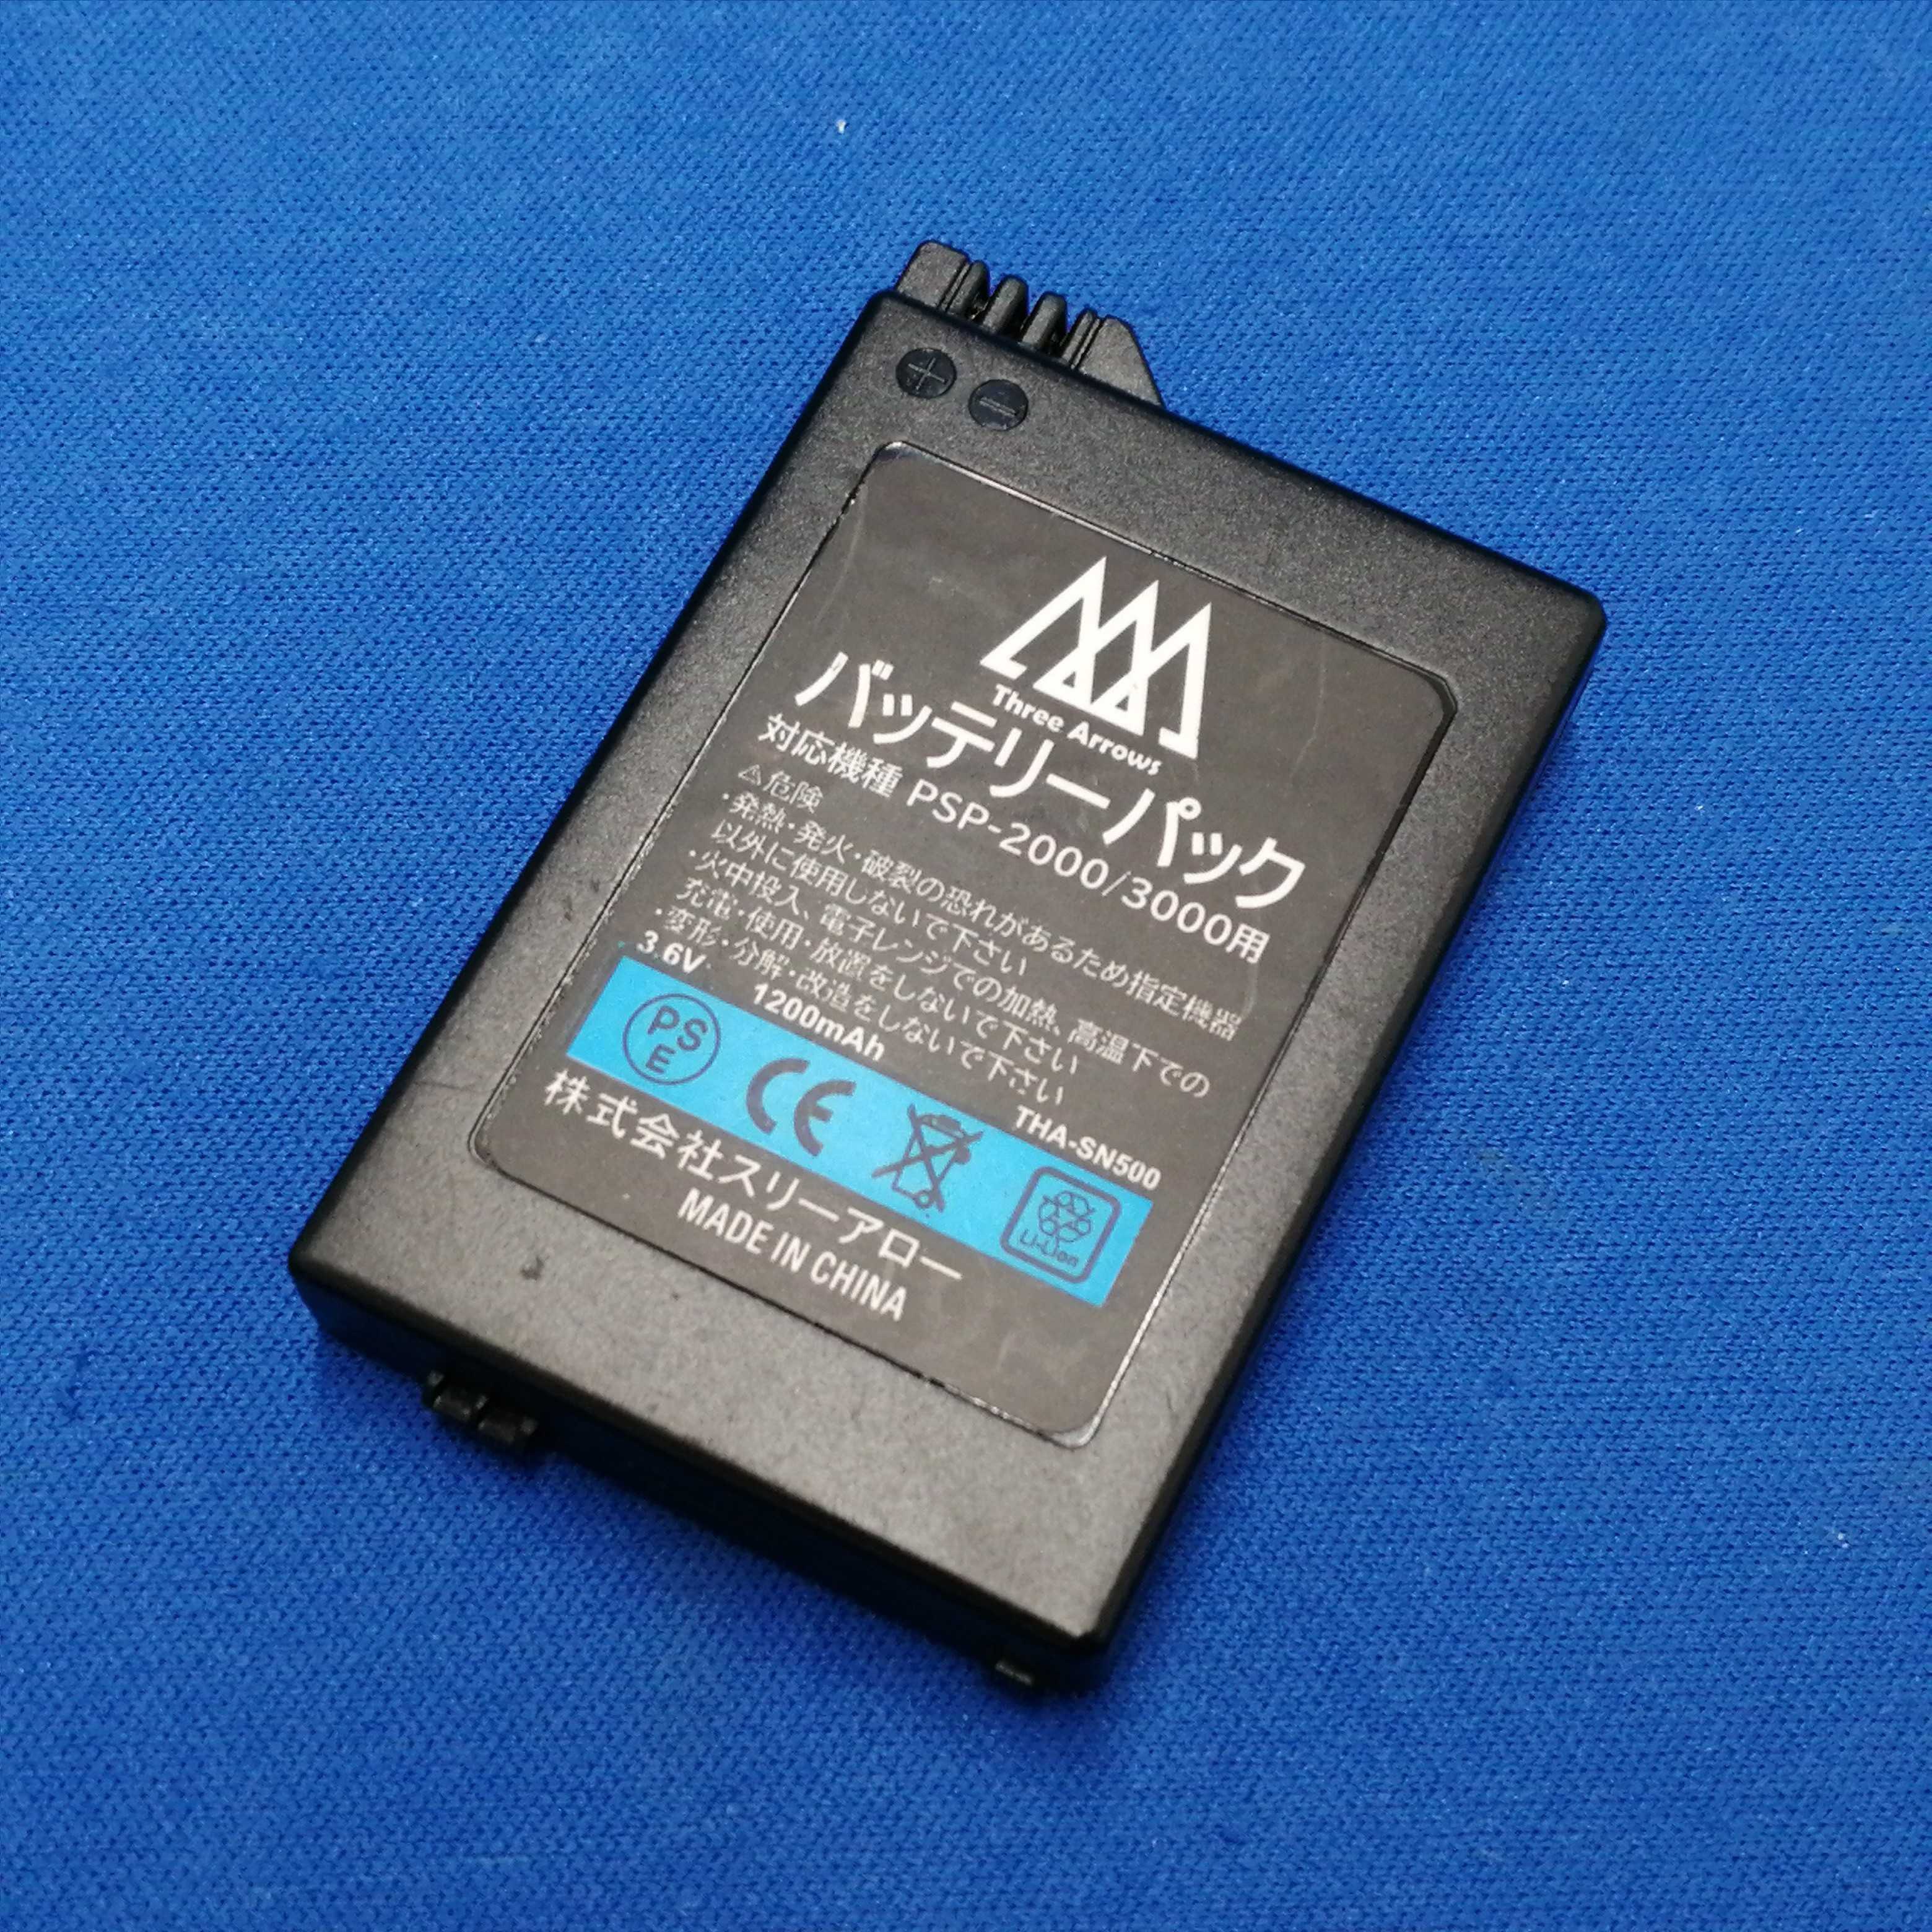 Three Arrows
バッテリーパック
対応機種 PSP-2000/3000用
⚠危険
・発熱・発火・破裂の恐れがあるため指定機器
以外に使用しないで下さい
・火中投入、電子レンジでの加熱、高温下での
充電・使用・放置をしないで下さい
・変形・分解・改造をしないで下さい
3.6V 1200mAh THA-SN500
PSE CE Li-ion
株式会社スリーアロー
MADE IN CHINA